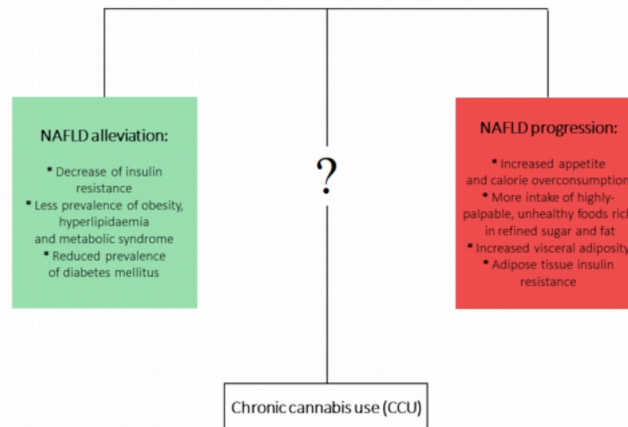 NAFLD alleviation:
* Decrease of insulin
resistance
* Less prevalence of obesity,
hyperlipidaemia
and metabolic syndrome
* Reduced prevalence
of diabetes mellitus
?
NAFLD progression:
* Increased appetite
and calorie overconsumption
* More intake of highly-
palpable, unhealthy foods rich
in refined sugar and fat
* Increased visceral adiposity
* Adipose tissue insulin
resistance
Chronic cannabis use (CCU)